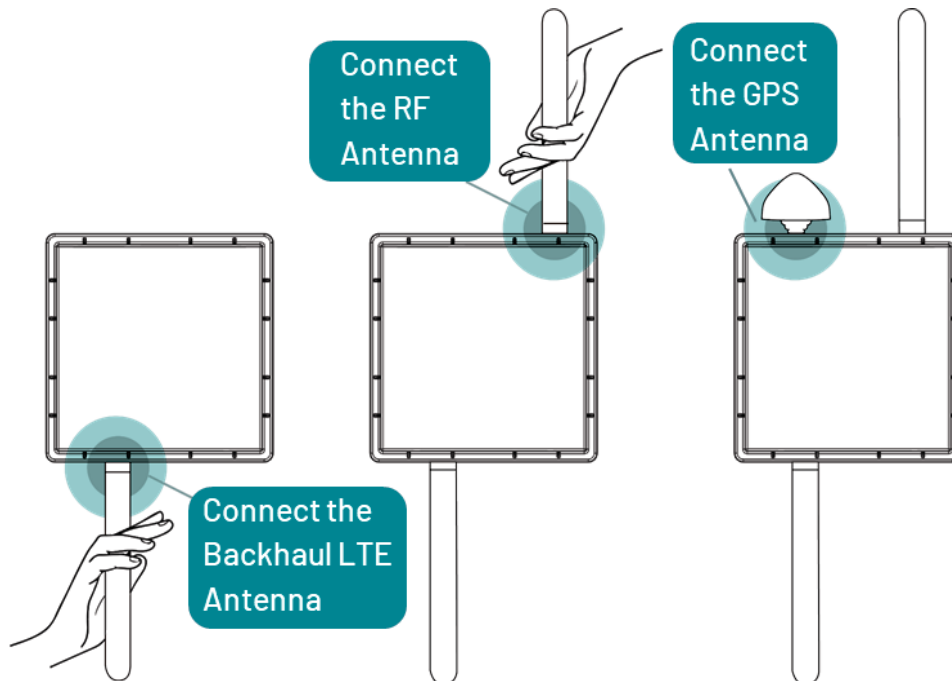 Connect
the RF
Antenna
Connect
the GPS
Antenna
Connect the
Backhaul LTE
Antenna